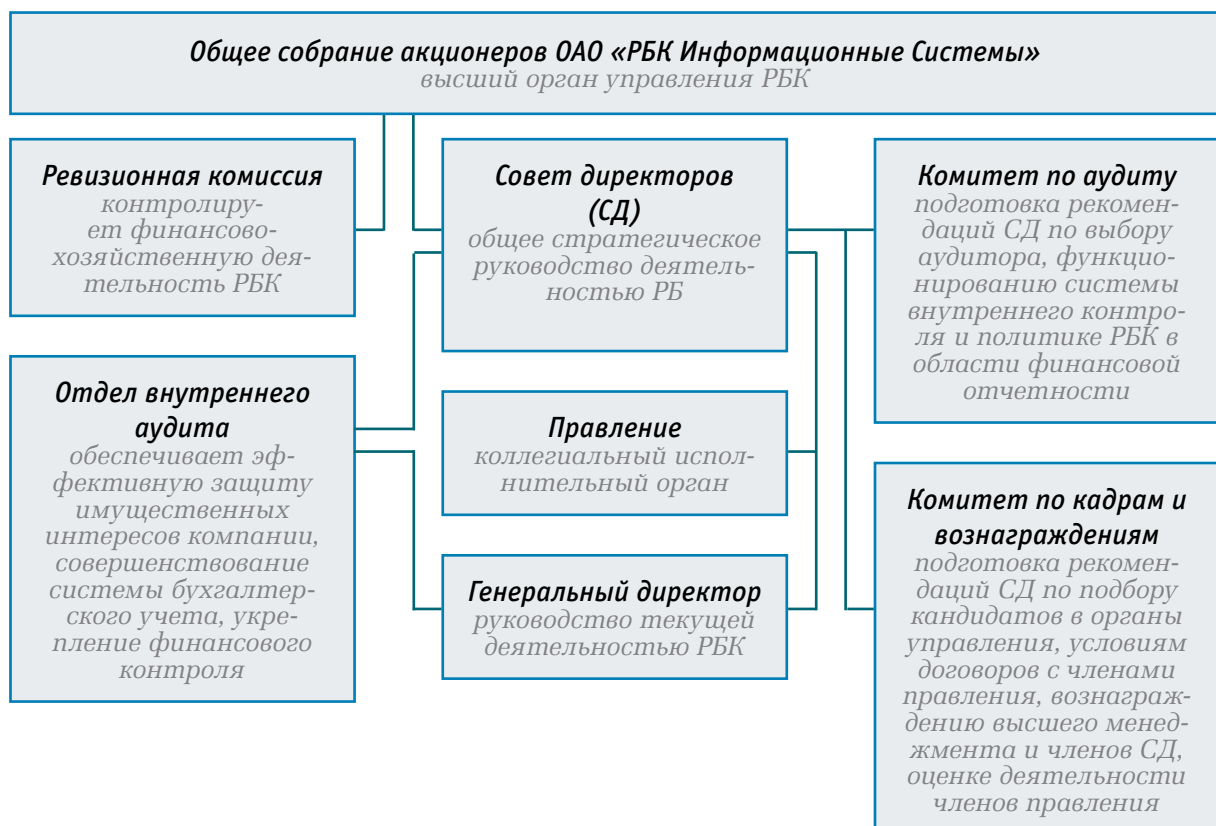 Общее собрание акционеров ОАО «РБК Информационные Системы»
высший орган управления РБК
Ревизионная комиссия
контролиру-
ет финансово-
хозяйственную дея-
тельность РБК
Совет директоров
(СД)
общее стратегическое
руководство деятель-
ностью РБ
Комитет по аудиту
подготовка рекомен-
даций СД по выбору
аудитора, функцио-
нированию системы
внутреннего контро-
ля и политике РБК в
области финансовой
отчетности
Отдел внутреннего
аудита
обеспечивает эф-
фективную защиту
имущественных
интересов компании,
совершенствование
системы бухгалтер-
ского учета, укре-
пление финансового
контроля
Правление
коллегиальный испол-
нительный орган
Генеральный директор
руководство текущей
деятельностью РБК
Комитет по кадрам и
вознаграждениям
подготовка рекомен-
даций СД по подбору
кандидатов в органы
управления, условиям
договоров с членами
правления, вознаграж-
дению высшего менед-
жмента и членов СД,
оценке деятельности
членов правления